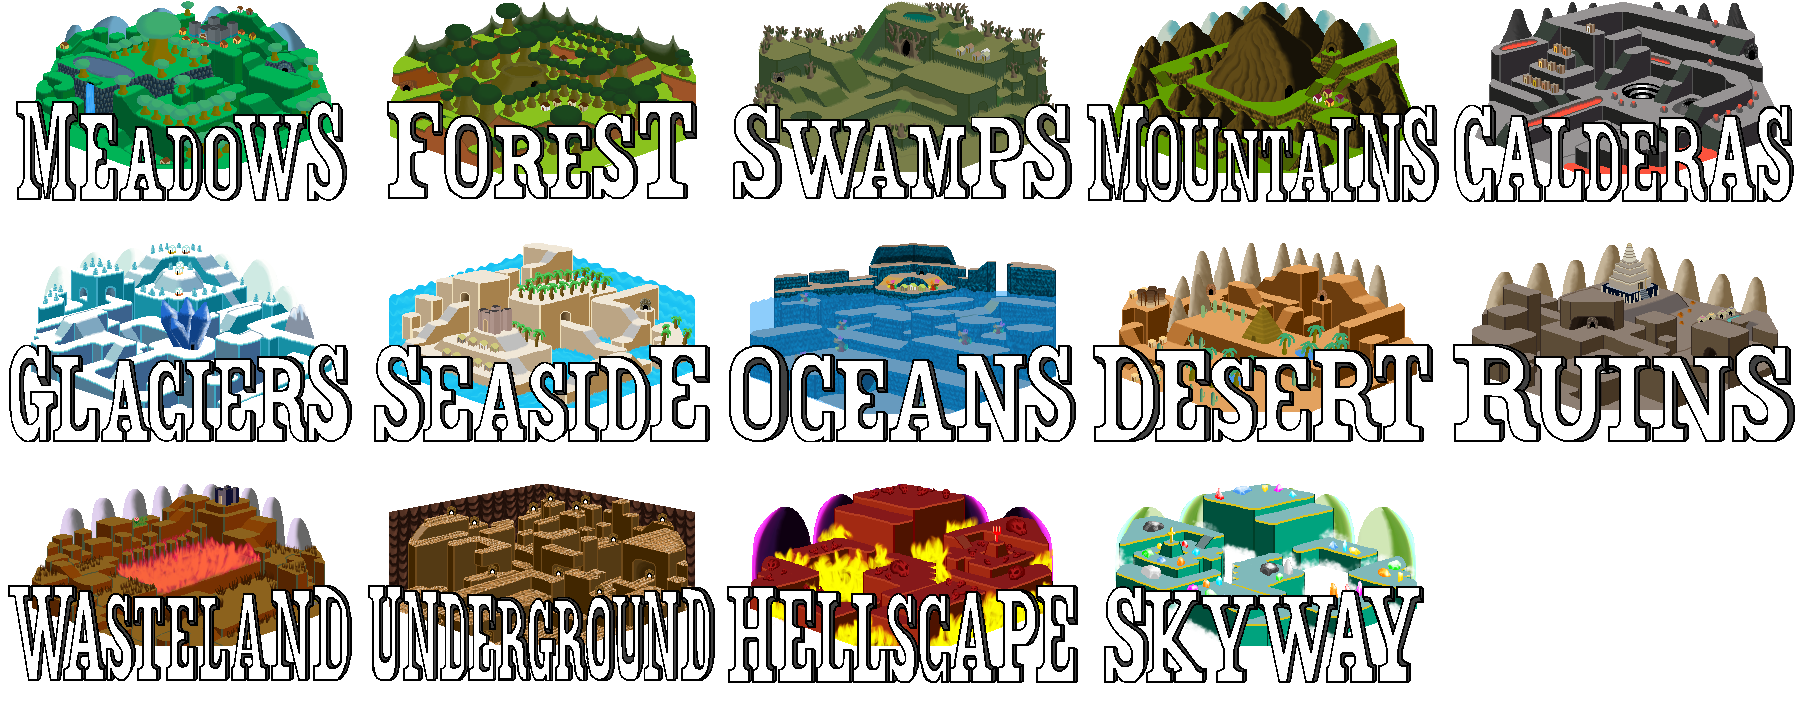 MEADOWS
FOREST
SWAMPS
MOUNTAINS
CALDERAS
GLACIERS
SEASIDE
OCEANS
DESERT
RUINS
WASTELAND
UNDERGROUND
HELLSCAPE
SKYWAY